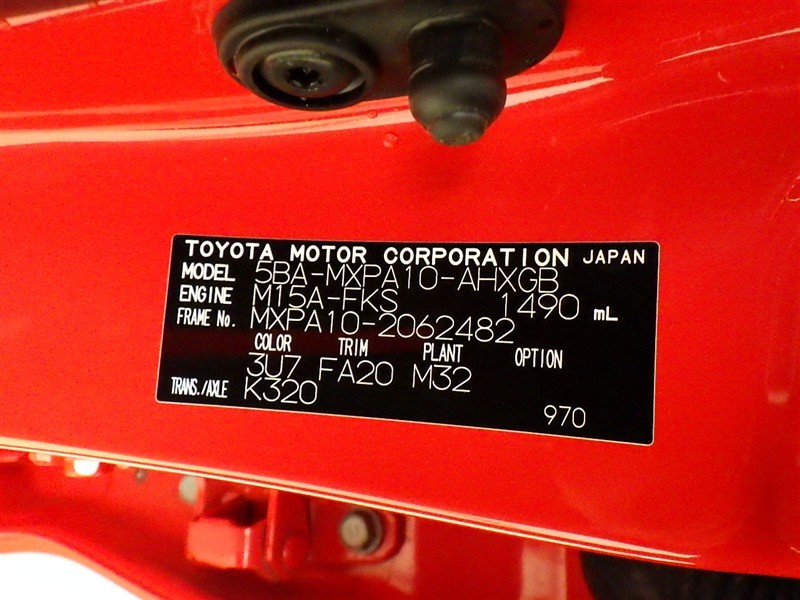 TOYOTA MOTOR CORPORATION JAPAN
MODEL 5BA-MXPA10-AHXGB
ENGINE M15A-FKS 1490 mL
FRAME No. MXPA10-2062482
COLOR TRIM PLANT OPTION
3U7 FA20 M32
TRANS./AXLE K320
970